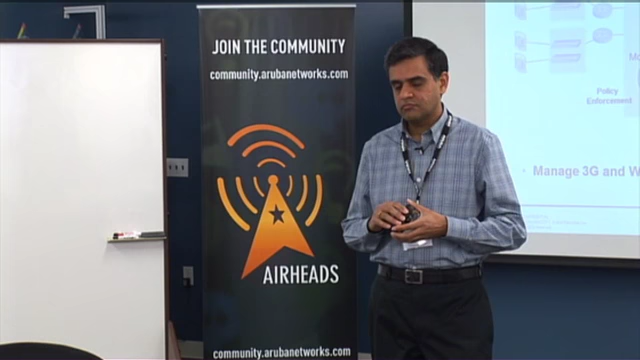 JOIN THE COMMUNITY
community.arubanetworks.com
AIRHEADS
community.arubanetworks.com
Policy
Enforcement
Manage 3G and W